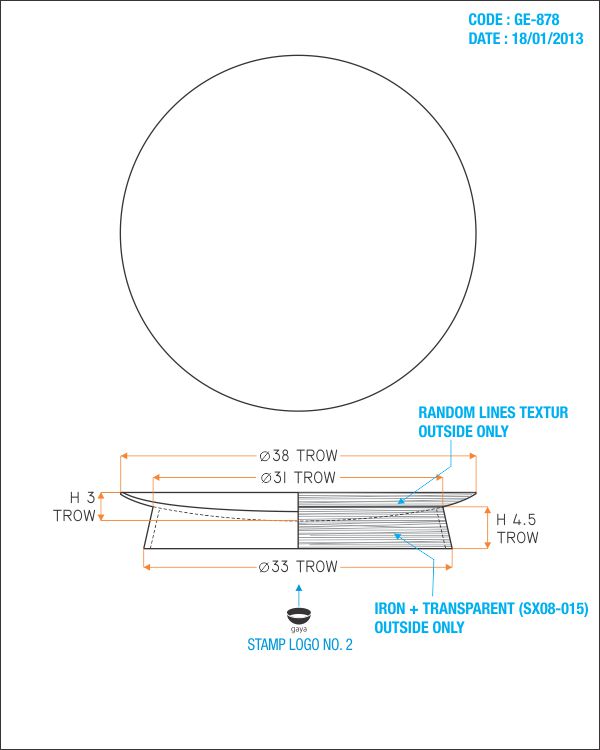 CODE : GE-878
DATE : 18/01/2013
RANDOM LINES TEXTUR
OUTSIDE ONLY
⌀38 TROW
⌀31 TROW
H 3
TROW
H 4.5
TROW
⌀33 TROW
IRON + TRANSPARENT (SX08-015)
OUTSIDE ONLY
gaya
STAMP LOGO NO. 2